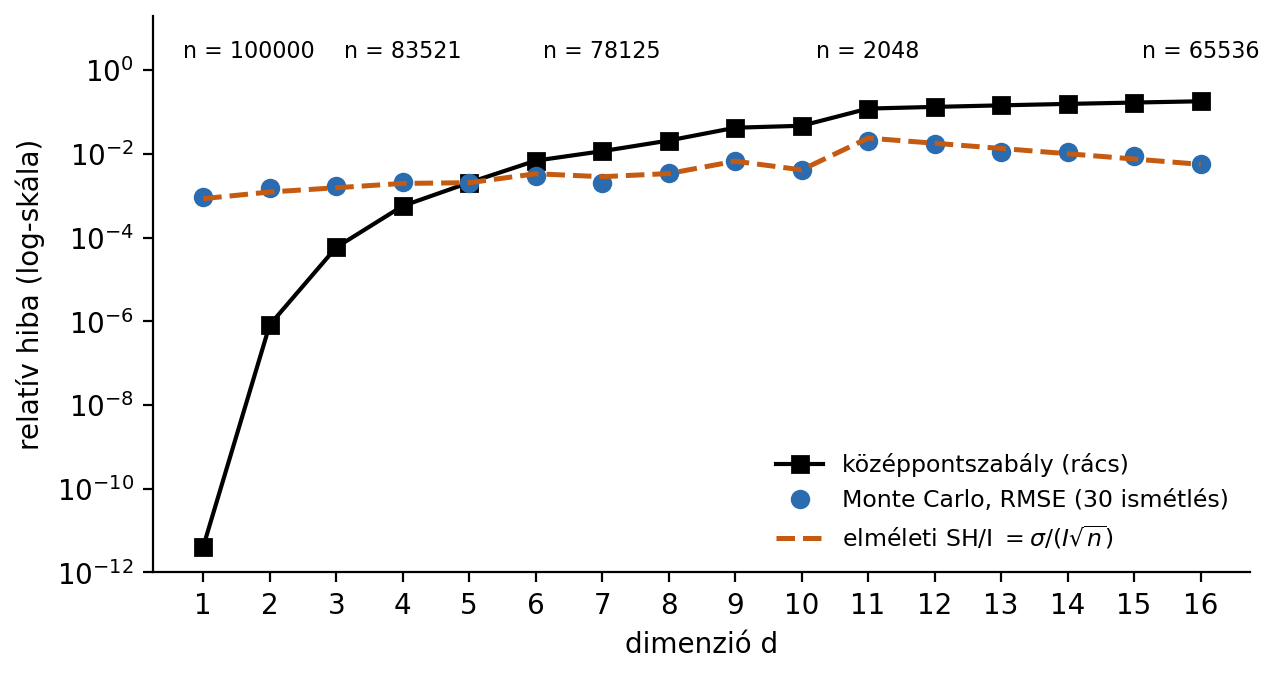 n = 100000 n = 83521 n = 78125 n = 2048 n = 65536
10⁰
10⁻²
10⁻⁴
10⁻⁶
10⁻⁸
10⁻¹⁰
10⁻¹²
relatív hiba (log-skála)
középpontszabály (rács)
Monte Carlo, RMSE (30 ismétlés)
elméleti SH/I = σ/(I√n)
1 2 3 4 5 6 7 8 9 10 11 12 13 14 15 16
dimenzió d